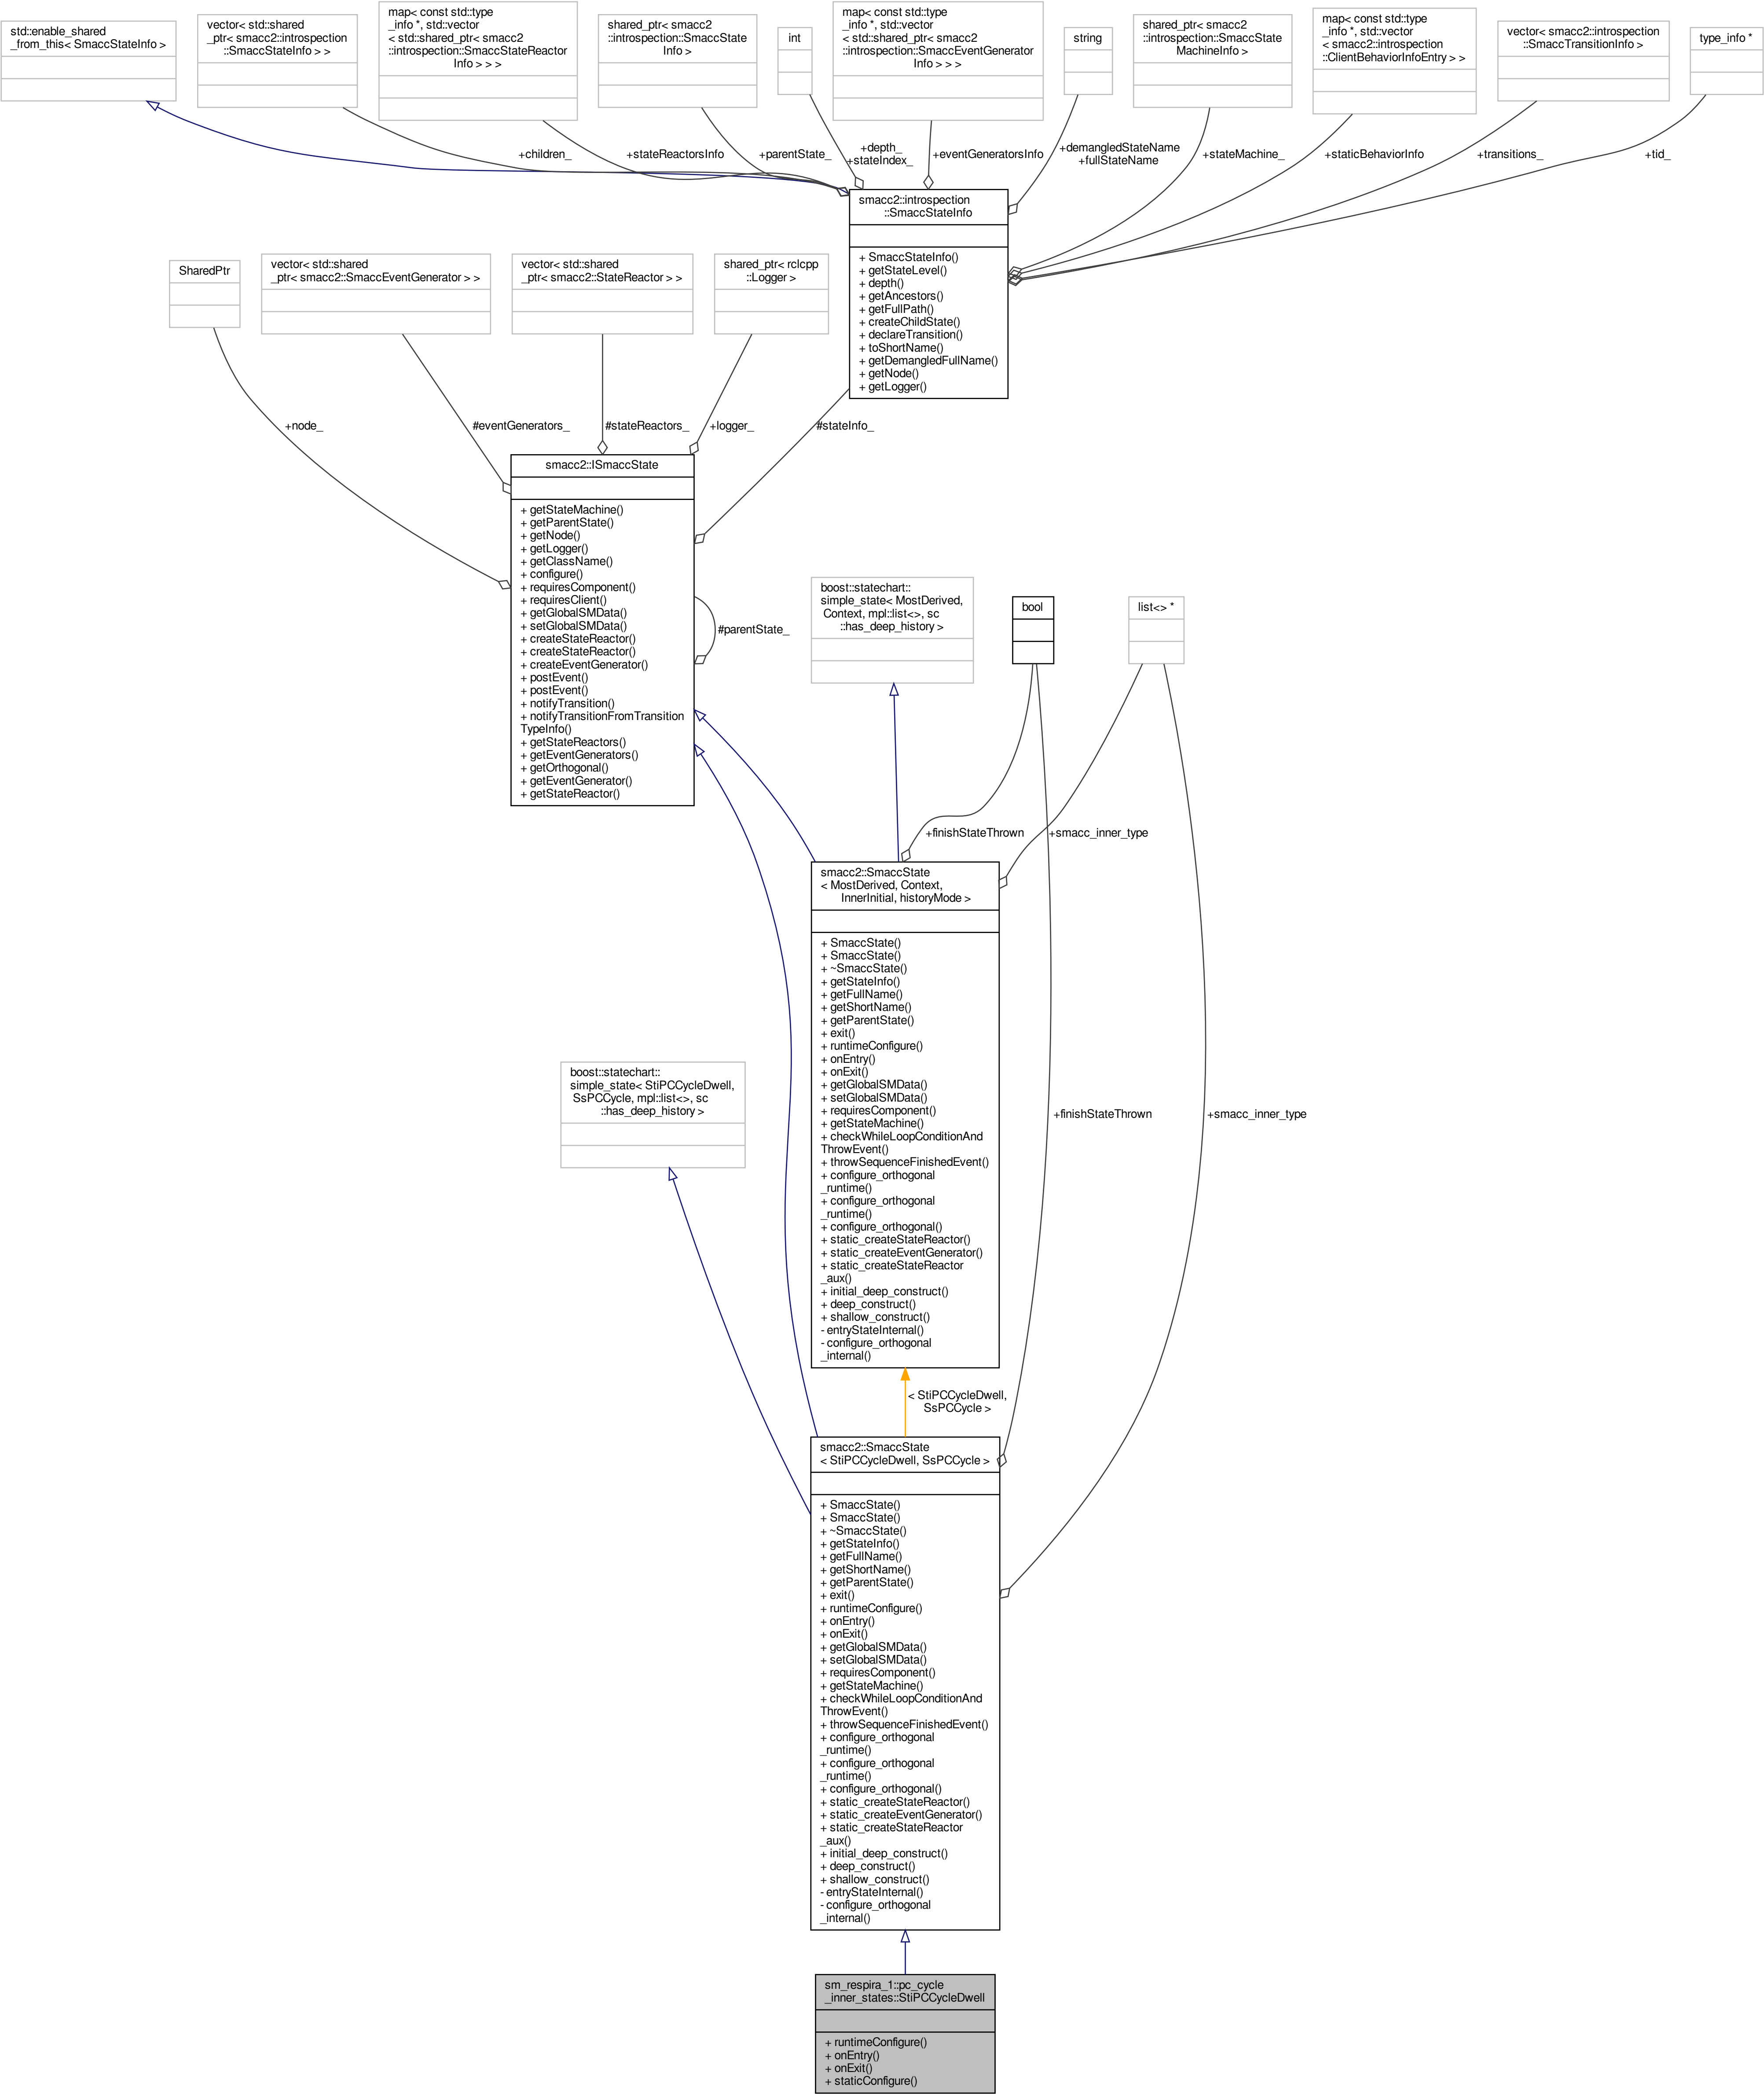 std::enable_shared
_from_this< SmaccStateInfo >
vector< std::shared
_ptr< smacc2::introspection
::SmaccStateInfo > >
map< const std::type
_info *, std::vector
< std::shared_ptr< smacc2
::introspection::SmaccStateReactor
Info > > >
shared_ptr< smacc2
::introspection::SmaccState
Info >
int
map< const std::type
_info *, std::vector
< std::shared_ptr< smacc2
::introspection::SmaccEventGenerator
Info > > >
string
shared_ptr< smacc2
::introspection::SmaccState
MachineInfo >
map< const std::type
_info *, std::vector
< smacc2::introspection
::ClientBehaviorInfoEntry > >
vector< smacc2::introspection
::SmaccTransitionInfo >
type_info *
+children_
+stateReactorsInfo
+parentState_
+depth_
+stateIndex_
+eventGeneratorsInfo
+demangledStateName
+fullStateName
+stateMachine_
+staticBehaviorInfo
+transitions_
+tid_
smacc2::introspection
::SmaccStateInfo
+ SmaccStateInfo()
+ getStateLevel()
+ depth()
+ getAncestors()
+ getFullPath()
+ createChildState()
+ declareTransition()
+ toShortName()
+ getDemangledFullName()
+ getNode()
+ getLogger()
SharedPtr
vector< std::shared
_ptr< smacc2::SmaccEventGenerator > >
vector< std::shared
_ptr< smacc2::StateReactor > >
shared_ptr< rclcpp
::Logger >
+node_
#eventGenerators_
#stateReactors_
+logger_
#stateInfo_
smacc2::ISmaccState
+ getStateMachine()
+ getParentState()
+ getNode()
+ getLogger()
+ getClassName()
+ configure()
+ requiresComponent()
+ requiresClient()
+ getGlobalSMData()
+ setGlobalSMData()
+ createStateReactor()
+ createStateReactor()
+ createEventGenerator()
+ postEvent()
+ postEvent()
+ notifyTransition()
+ notifyTransitionFromTransition
TypeInfo()
+ getStateReactors()
+ getEventGenerators()
+ getOrthogonal()
+ getEventGenerator()
+ getStateReactor()
#parentState_
boost::statechart::
simple_state< MostDerived,
Context, mpl::list<>, sc
::has_deep_history >
bool
list<> *
+finishStateThrown
+smacc_inner_type
smacc2::SmaccState
< MostDerived, Context,
InnerInitial, historyMode >
+ SmaccState()
+ SmaccState()
+ ~SmaccState()
+ getStateInfo()
+ getFullName()
+ getShortName()
+ getParentState()
+ exit()
+ runtimeConfigure()
+ onEntry()
+ onExit()
+ getGlobalSMData()
+ setGlobalSMData()
+ requiresComponent()
+ getStateMachine()
+ checkWhileLoopConditionAnd
ThrowEvent()
+ throwSequenceFinishedEvent()
+ configure_orthogonal
_runtime()
+ configure_orthogonal
_runtime()
+ configure_orthogonal()
+ static_createStateReactor()
+ static_createEventGenerator()
+ static_createStateReactor
_aux()
+ initial_deep_construct()
+ deep_construct()
+ shallow_construct()
- entryStateInternal()
- configure_orthogonal
_internal()
boost::statechart::
simple_state< StiPCCycleDwell,
SsPCCycle, mpl::list<>, sc
::has_deep_history >
+finishStateThrown
+smacc_inner_type
< StiPCCycleDwell,
SsPCCycle >
smacc2::SmaccState
< StiPCCycleDwell, SsPCCycle >
+ SmaccState()
+ SmaccState()
+ ~SmaccState()
+ getStateInfo()
+ getFullName()
+ getShortName()
+ getParentState()
+ exit()
+ runtimeConfigure()
+ onEntry()
+ onExit()
+ getGlobalSMData()
+ setGlobalSMData()
+ requiresComponent()
+ getStateMachine()
+ checkWhileLoopConditionAnd
ThrowEvent()
+ throwSequenceFinishedEvent()
+ configure_orthogonal
_runtime()
+ configure_orthogonal
_runtime()
+ configure_orthogonal()
+ static_createStateReactor()
+ static_createEventGenerator()
+ static_createStateReactor
_aux()
+ initial_deep_construct()
+ deep_construct()
+ shallow_construct()
- entryStateInternal()
- configure_orthogonal
_internal()
sm_respira_1::pc_cycle
_inner_states::StiPCCycleDwell
+ runtimeConfigure()
+ onEntry()
+ onExit()
+ staticConfigure()